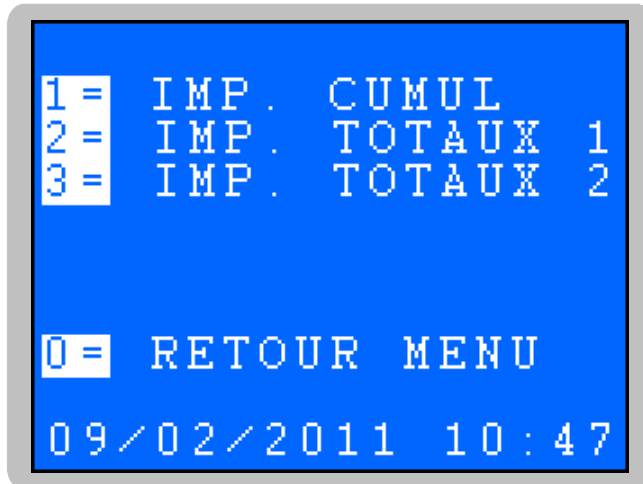 1= IMP. CUMUL
2= IMP. TOTAUX 1
3= IMP. TOTAUX 2
0= RETOUR MENU
09/02/2011 10:47